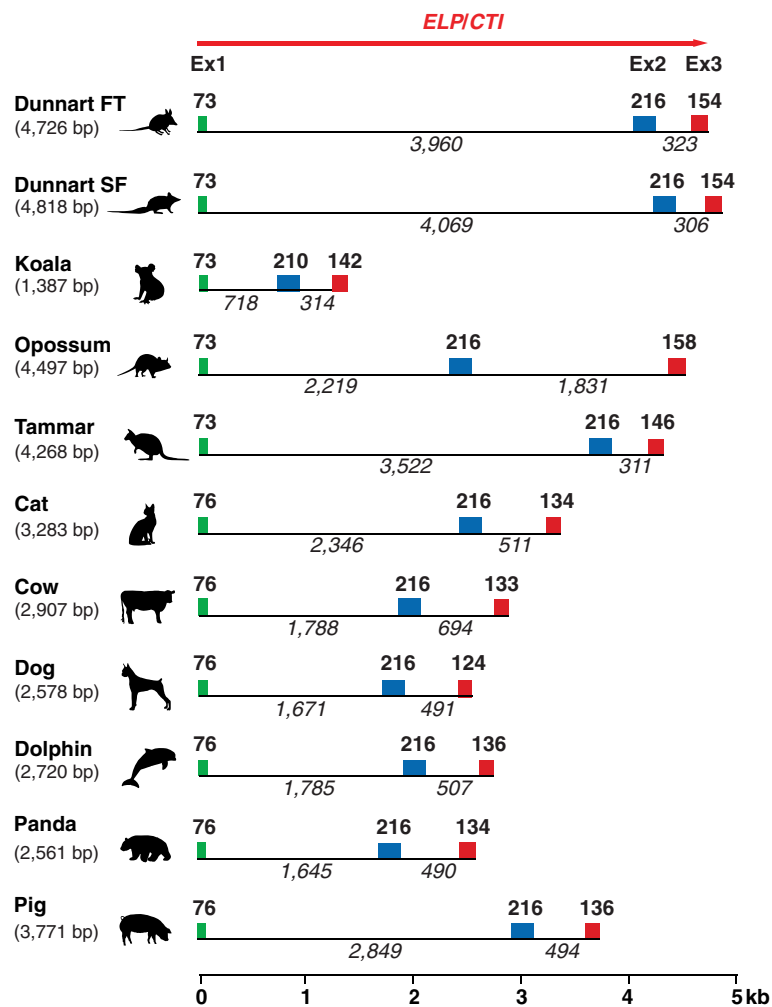 ELP/CTI
Ex1 Ex2 Ex3
Dunnart FT 73 216 154
(4,726 bp) 3,960 323
Dunnart SF 73 216 154
(4,818 bp) 4,069 306
Koala 73 210 142
(1,387 bp) 718 314
Opossum 73 216 158
(4,497 bp) 2,219 1,831
Tammar 73 216 146
(4,268 bp) 3,522 311
Cat 76 216 134
(3,283 bp) 2,346 511
Cow 76 216 133
(2,907 bp) 1,788 694
Dog 76 216 124
(2,578 bp) 1,671 491
Dolphin 76 216 136
(2,720 bp) 1,785 507
Panda 76 216 134
(2,561 bp) 1,645 490
Pig 76 216 136
(3,771 bp) 2,849 494
0 1 2 3 4 5 kb